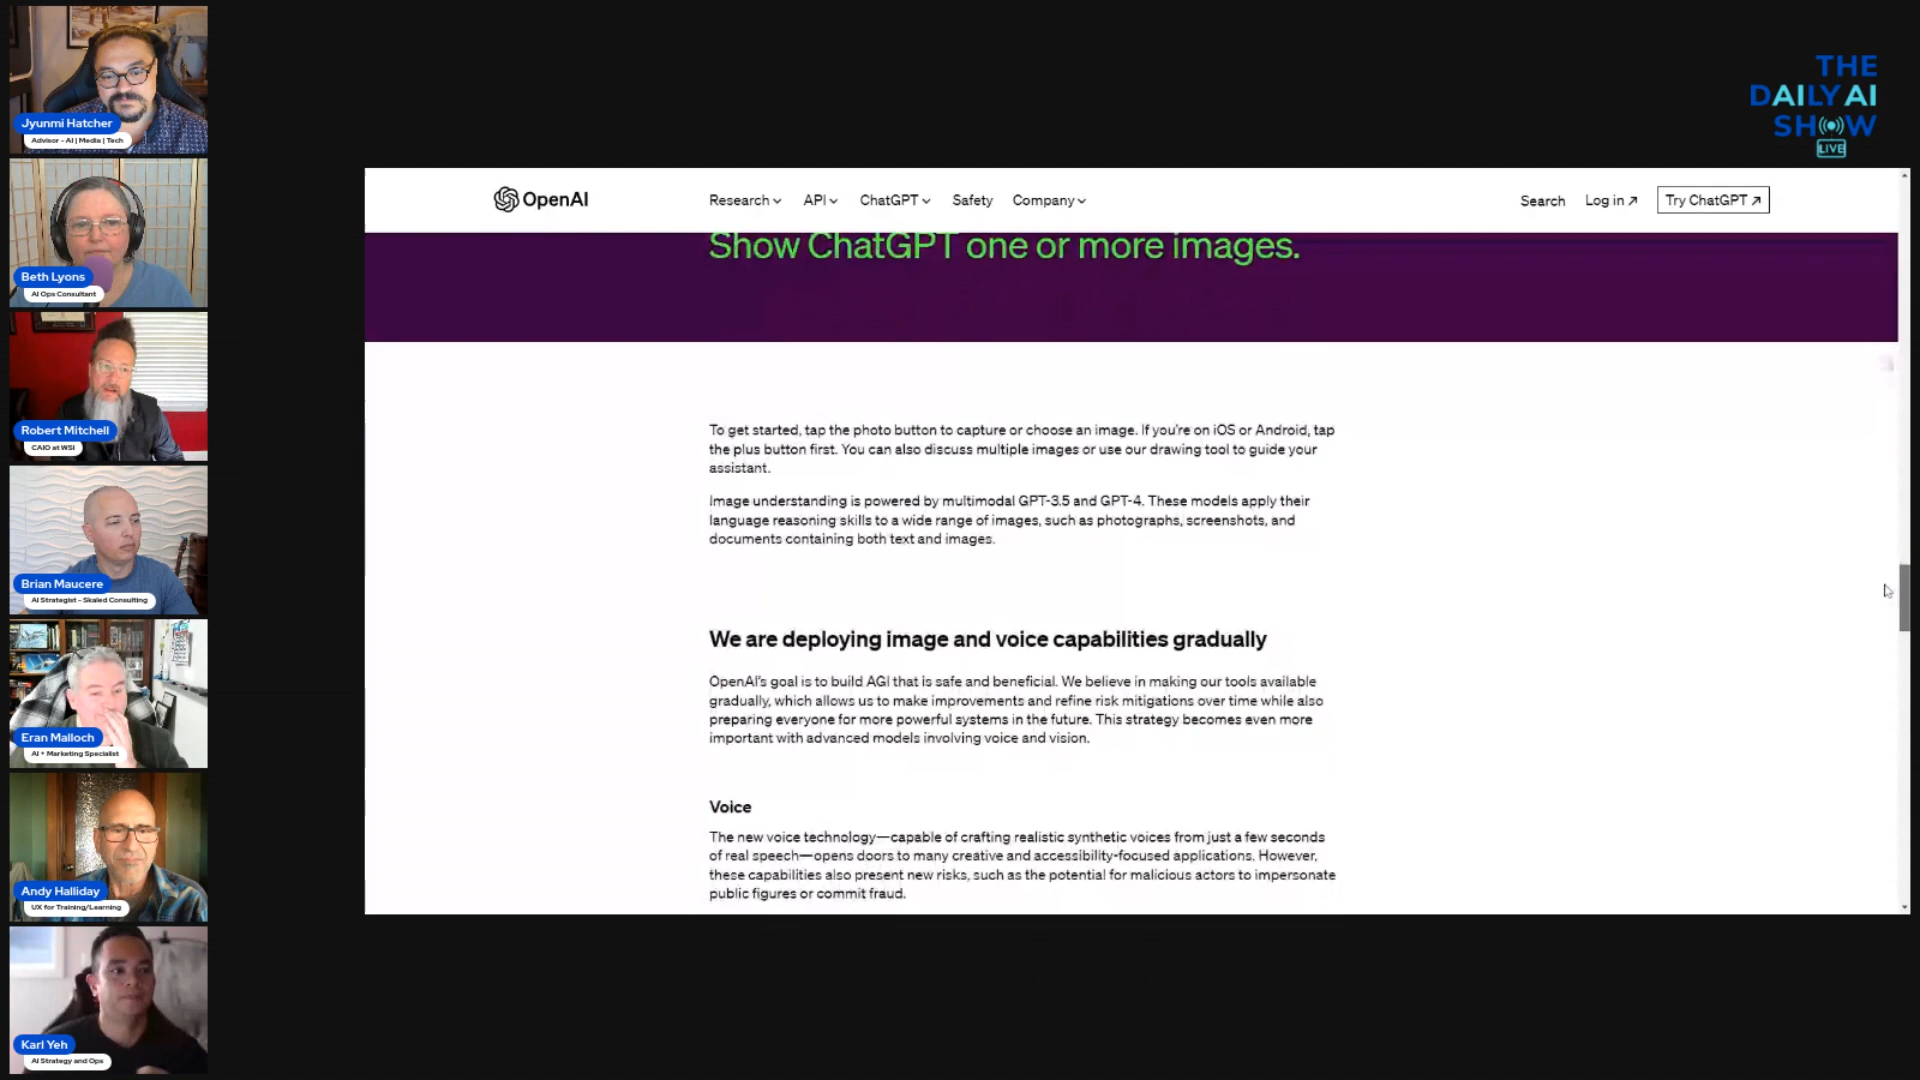 Jyunmi Hatcher
Advisor - AI | Media | Tech
Beth Lyons
AI Ops Consultant
Robert Mitchell
CAIO at WSI
Brian Maucere
AI Strategist - Skaled Consulting
Eran Malloch
AI + Marketing Specialist
Andy Halliday
UX for Training/Learning
Karl Yeh
AI Strategy and Ops
THE
DAILY AI
SHOW
LIVE
OpenAI
Research
API
ChatGPT
Safety
Company
Search
Log in ↗
Try ChatGPT ↗
Show ChatGPT one or more images.
To get started, tap the photo button to capture or choose an image. If you're on iOS or Android, tap
the plus button first. You can also discuss multiple images or use our drawing tool to guide your
assistant.
Image understanding is powered by multimodal GPT-3.5 and GPT-4. These models apply their
language reasoning skills to a wide range of images, such as photographs, screenshots, and
documents containing both text and images.
We are deploying image and voice capabilities gradually
OpenAI's goal is to build AGI that is safe and beneficial. We believe in making our tools available
gradually, which allows us to make improvements and refine risk mitigations over time while also
preparing everyone for more powerful systems in the future. This strategy becomes even more
important with advanced models involving voice and vision.
Voice
The new voice technology—capable of crafting realistic synthetic voices from just a few seconds
of real speech—opens doors to many creative and accessibility-focused applications. However,
these capabilities also present new risks, such as the potential for malicious actors to impersonate
public figures or commit fraud.